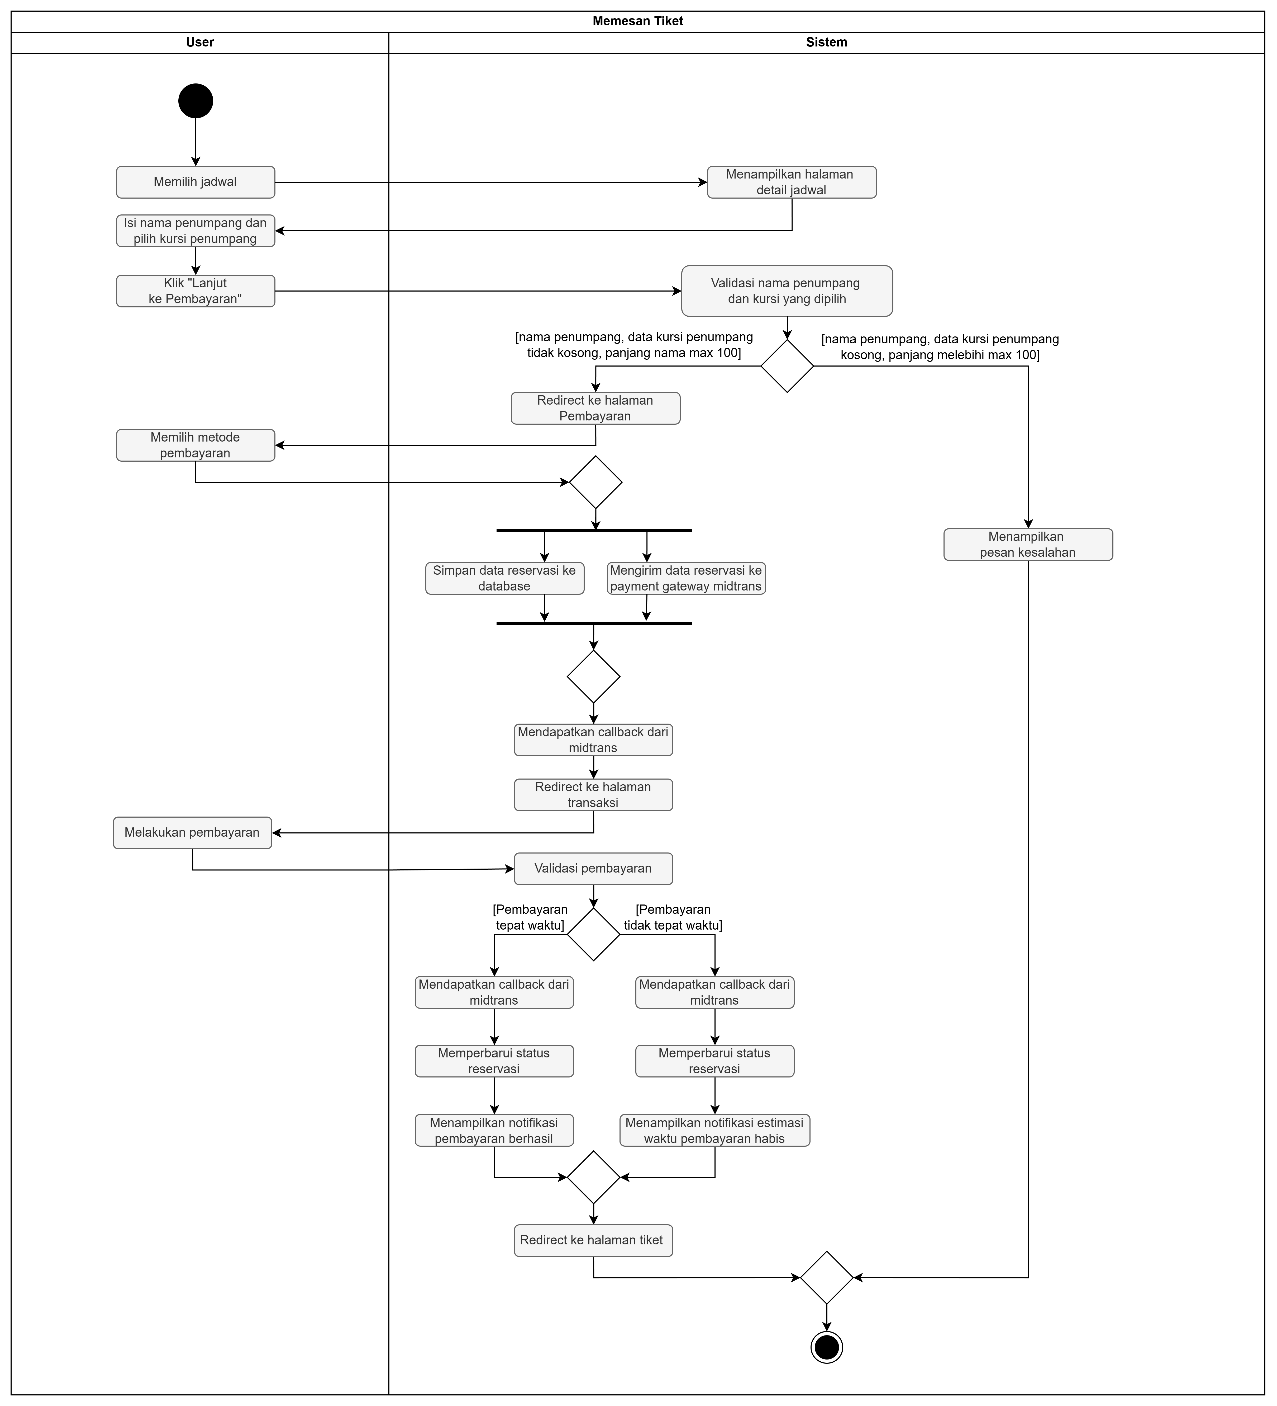 Memesan Tiket
User
Sistem
Memilih jadwal
Menampilkan halaman
detail jadwal
Isi nama penumpang dan
pilih kursi penumpang
Klik "Lanjut
ke Pembayaran"
Validasi nama penumpang
dan kursi yang dipilih
[nama penumpang, data kursi penumpang
tidak kosong, panjang nama max 100]
[nama penumpang, data kursi penumpang
kosong, panjang melebihi max 100]
Redirect ke halaman
Pembayaran
Memilih metode
pembayaran
Menampilkan
pesan kesalahan
Simpan data reservasi ke
database
Mengirim data reservasi ke
payment gateway midtrans
Mendapatkan callback dari
midtrans
Redirect ke halaman
transaksi
Melakukan pembayaran
Validasi pembayaran
[Pembayaran
tepat waktu]
[Pembayaran
tidak tepat waktu]
Mendapatkan callback dari
midtrans
Mendapatkan callback dari
midtrans
Memperbarui status
reservasi
Memperbarui status
reservasi
Menampilkan notifikasi
pembayaran berhasil
Menampilkan notifikasi estimasi
waktu pembayaran habis
Redirect ke halaman tiket